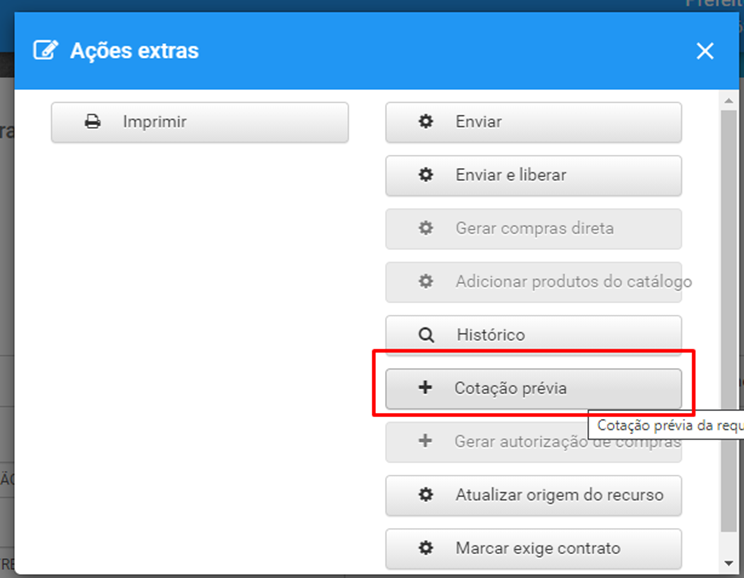 Ações extras
Imprimir
Enviar
Enviar e liberar
Gerar compras direta
Adicionar produtos do catálogo
Histórico
Cotação prévia
Cotação prévia da requ
Gerar autorização de compras
Atualizar origem do recurso
Marcar exige contrato